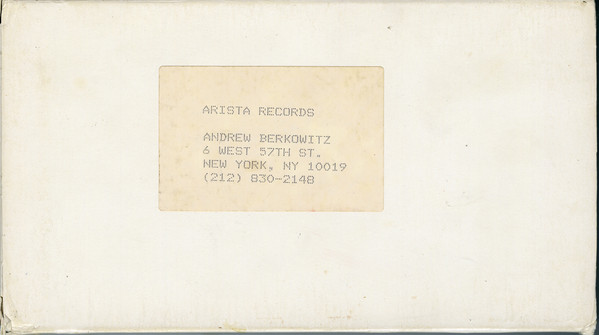 ARISTA RECORDS
ANDREW BERKOWITZ
6 WEST 57TH ST.
NEW YORK, NY 10019
(212) 830-2148